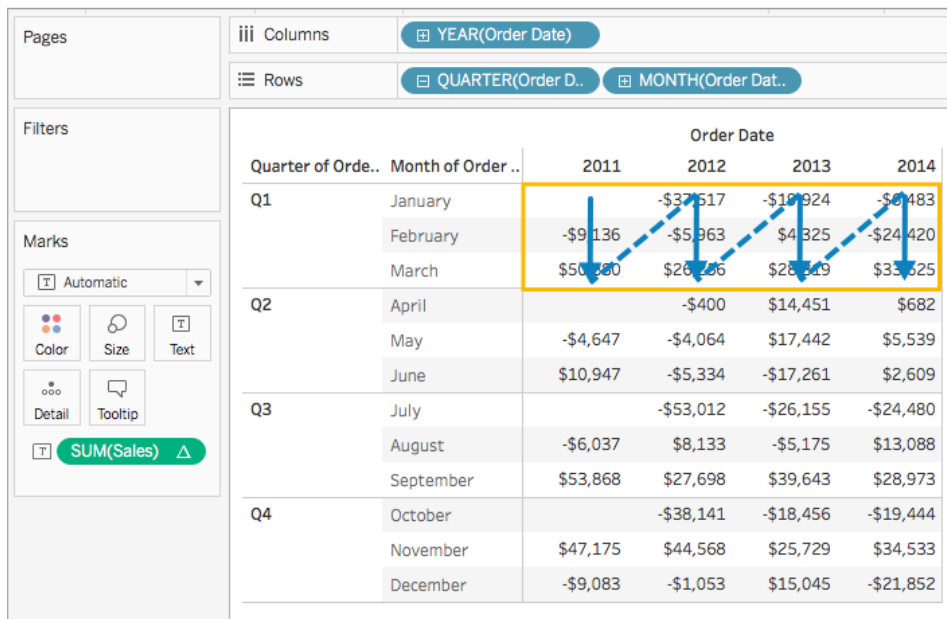 Pages
Columns
YEAR(Order Date)
Rows
QUARTER(Order D.. MONTH(Order Dat..
Filters
Marks
Automatic
Color Size Text
Detail Tooltip
T SUM(Sales) Δ
Order Date
Quarter of Orde.. Month of Order .. 2011 2012 2013 2014
Q1 January -$37,517
February -$9,136 -$5,963 $4,325 -$24,420
March
Q2 April -$400 $14,451 $682
May -$4,647 -$4,064 $17,442 $5,539
June $10,947 -$5,334 -$17,261 $2,609
Q3 July -$53,012 -$26,155 -$24,480
August -$6,037 $8,133 -$5,175 $13,088
September $53,868 $27,698 $39,643 $28,973
Q4 October -$38,141 -$18,456 -$19,444
November $47,175 $44,568 $25,729 $34,533
December -$9,083 -$1,053 $15,045 -$21,852